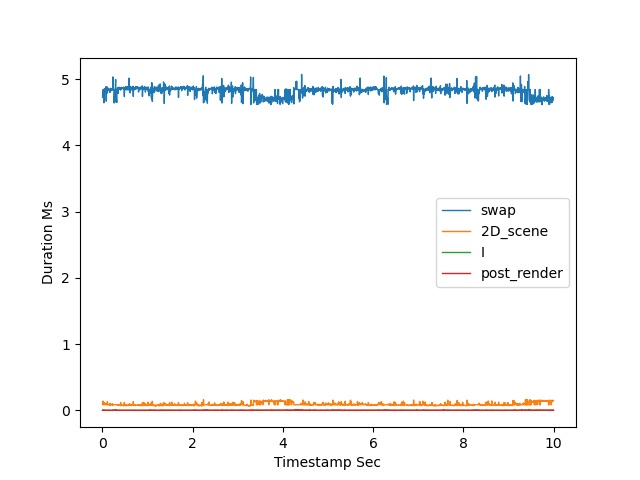 5
4
3
2
1
0
Duration Ms
swap
2D_scene
I
post_render
0 2 4 6 8 10
Timestamp Sec